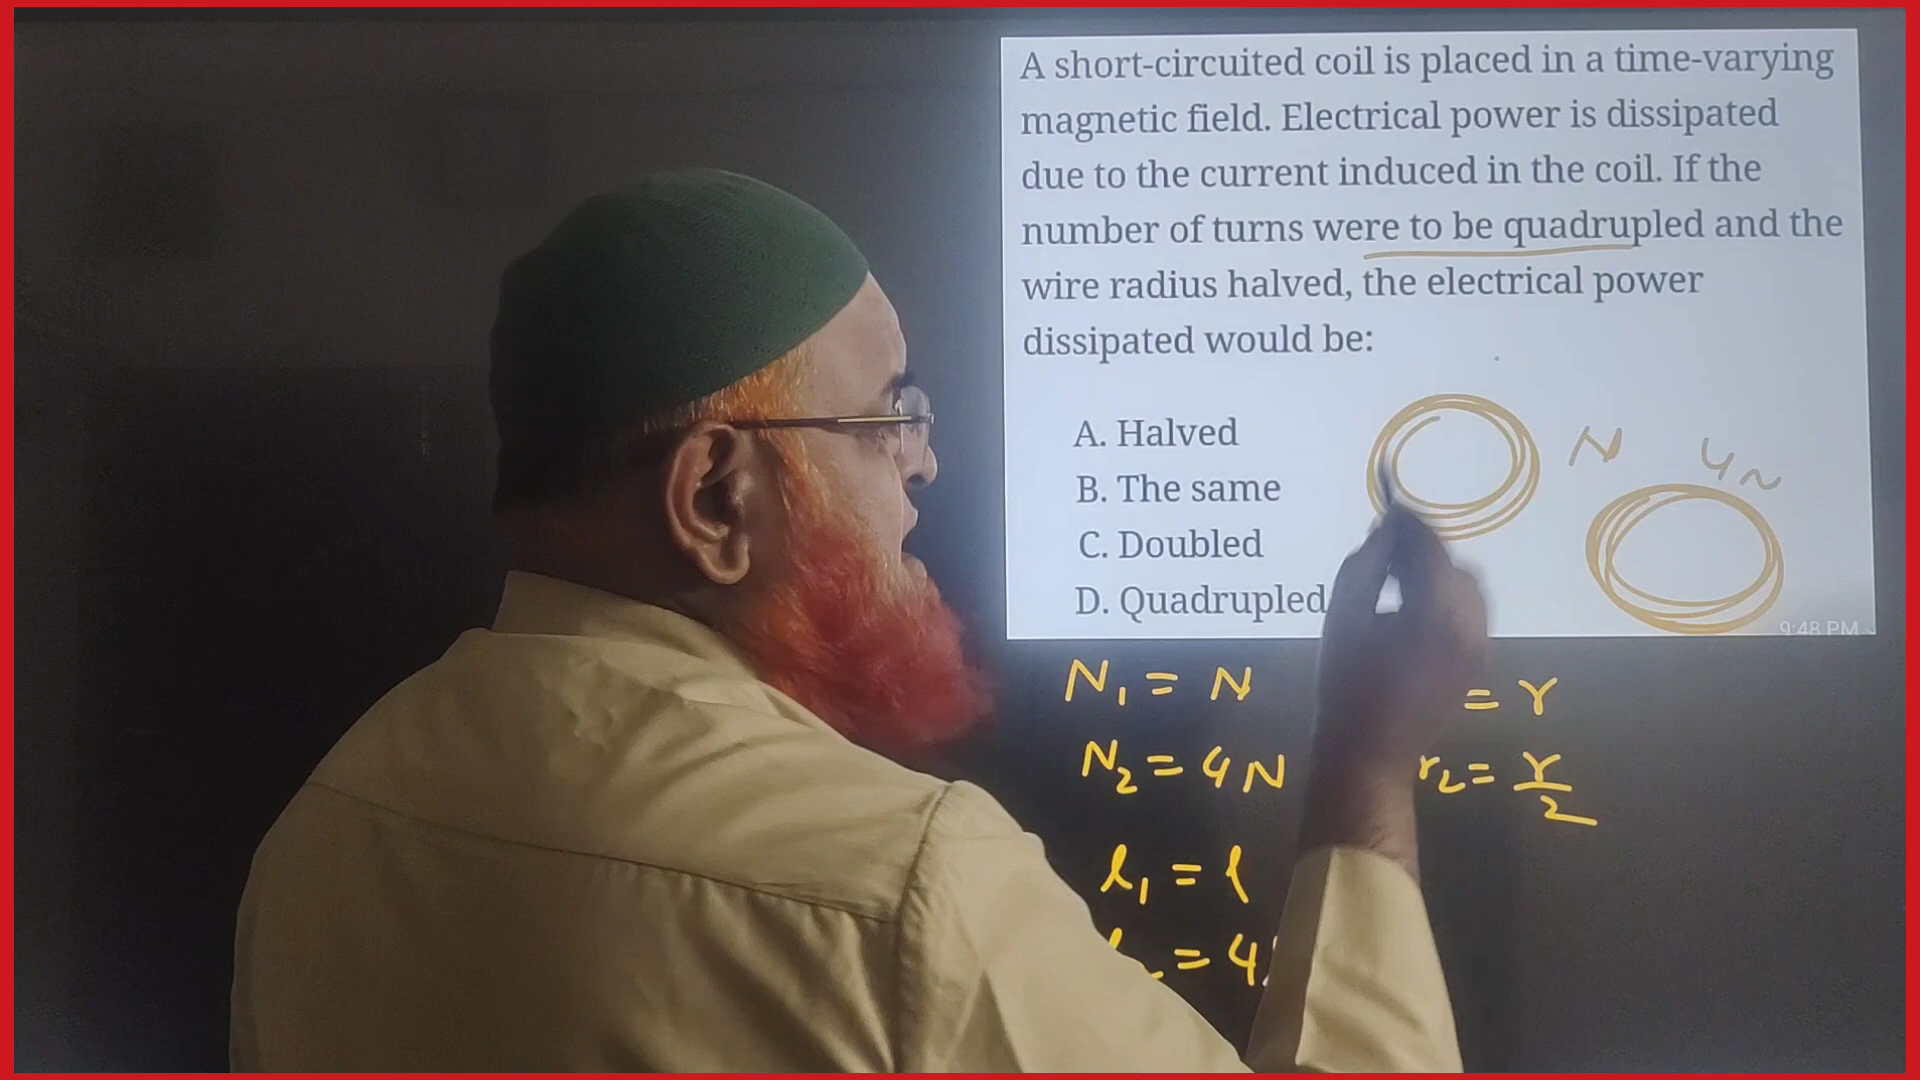 A short-circuited coil is placed in a time-varying
magnetic field. Electrical power is dissipated
due to the current induced in the coil. If the
number of turns were to be quadrupled and the
wire radius halved, the electrical power
dissipated would be:
A. Halved
B. The same
C. Doubled
D. Quadrupled
N
4N
9:48 PM
N₁ = N
= r
N₂ = 4N
r₂ = r/2
l₁ = l
= 4